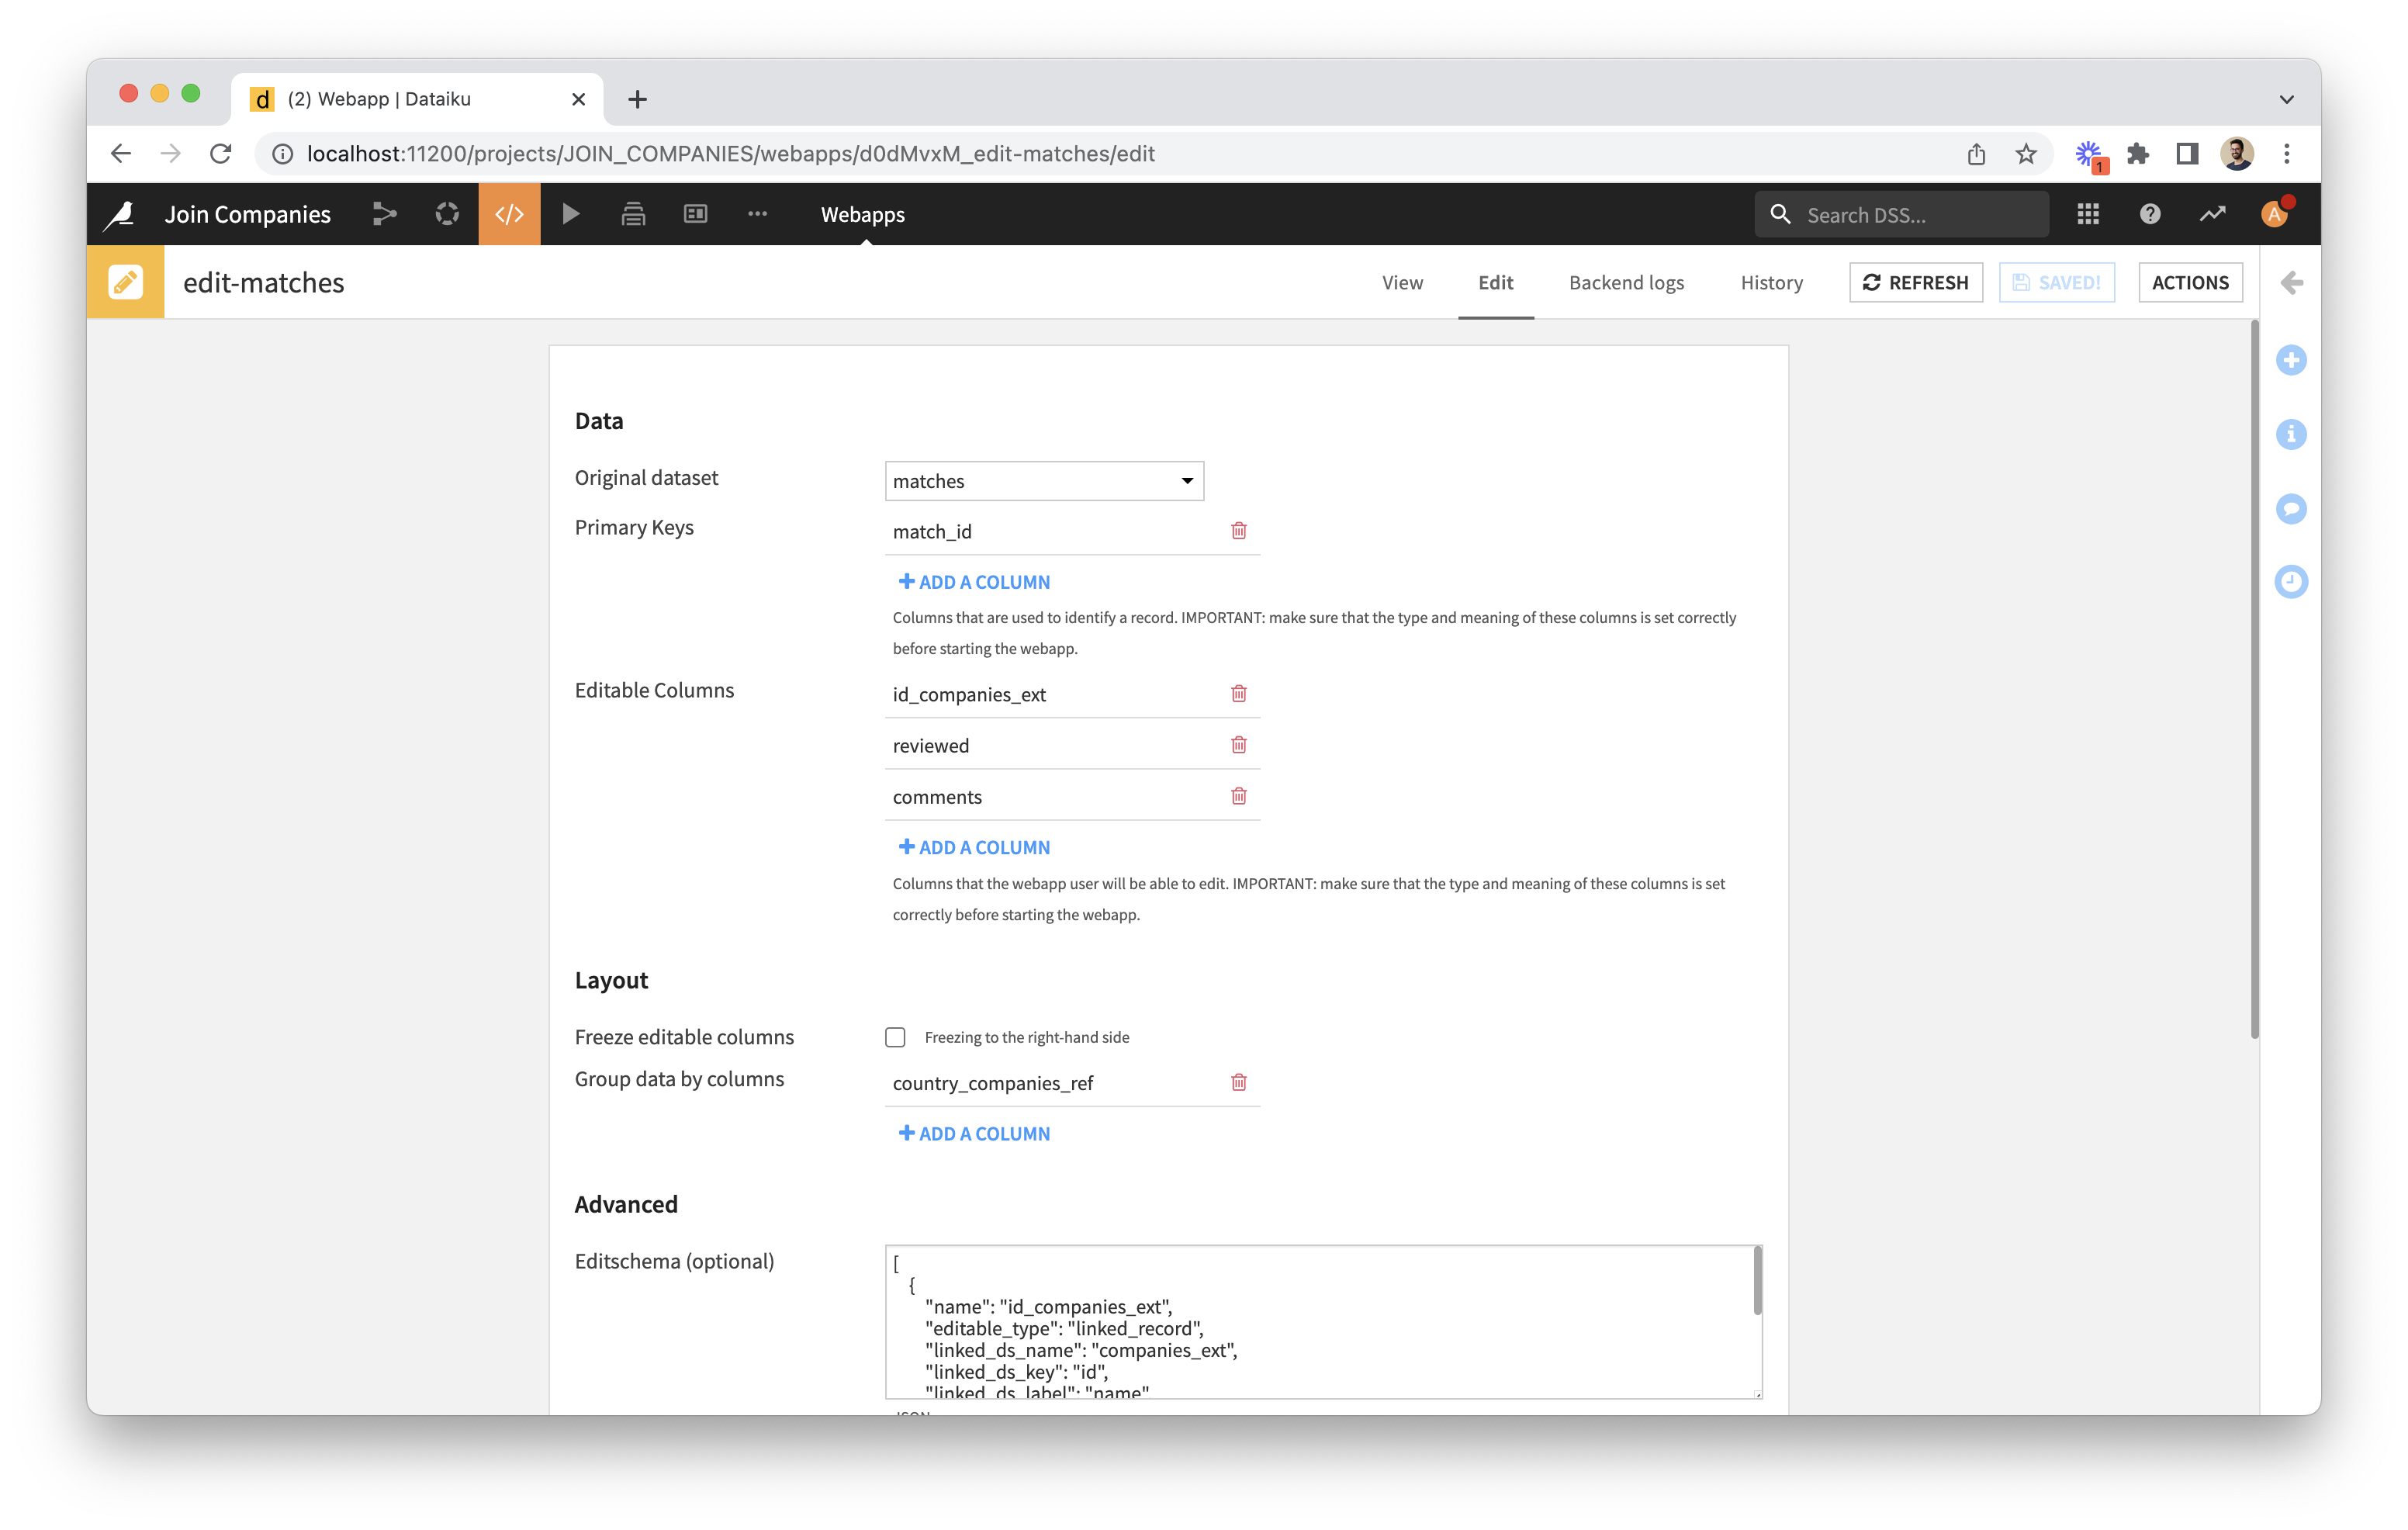 d (2) Webapp | Dataiku
localhost:11200/projects/JOIN_COMPANIES/webapps/d0dMvxM_edit-matches/edit
1
Join Companies
Webapps
Search DSS...
A
edit-matches
View
Edit
Backend logs
History
REFRESH
SAVED!
ACTIONS
Data
Original dataset
matches
Primary Keys
match_id
ADD A COLUMN
Columns that are used to identify a record. IMPORTANT: make sure that the type and meaning of these columns is set correctly
before starting the webapp.
Editable Columns
id_companies_ext
reviewed
comments
ADD A COLUMN
Columns that the webapp user will be able to edit. IMPORTANT: make sure that the type and meaning of these columns is set
correctly before starting the webapp.
Layout
Freeze editable columns
Freezing to the right-hand side
Group data by columns
country_companies_ref
ADD A COLUMN
Advanced
Editschema (optional)
[
{
"name": "id_companies_ext",
"editable_type": "linked_record",
"linked_ds_name": "companies_ext",
"linked_ds_key": "id",
"linked_ds_label": "name"
JSON